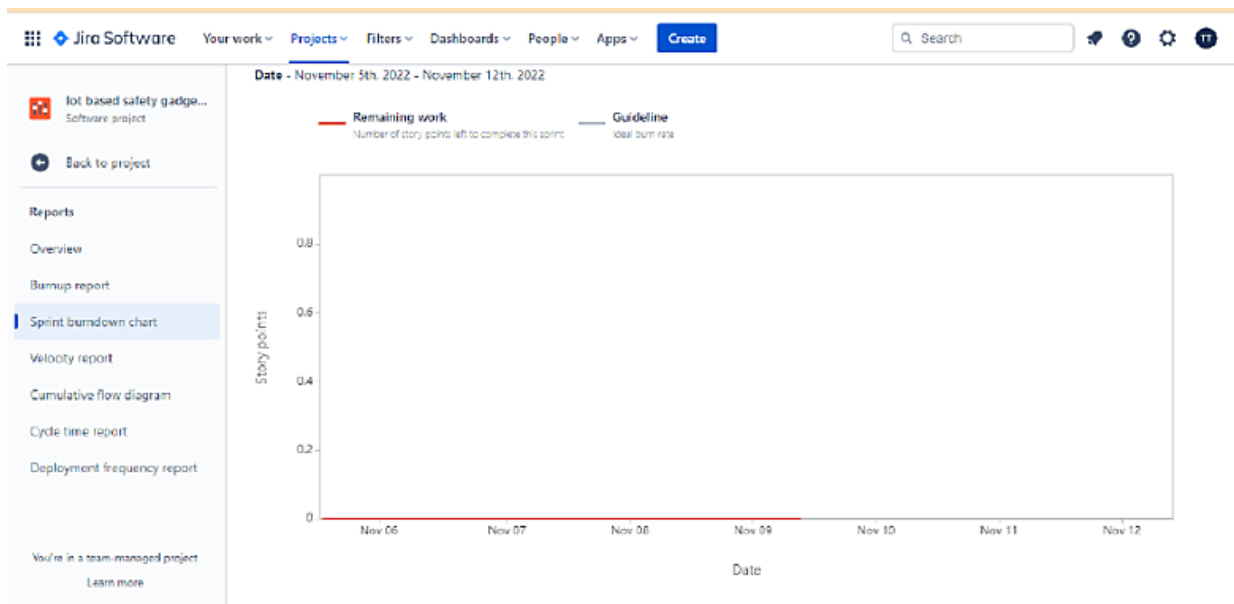 Jira Software Your work Projects Filters Dashboards People Apps Create Search TT
Iot based safety gadge...
Software project
Back to project
Reports
Overview
Burnup report
Sprint burndown chart
Velocity report
Cumulative flow diagram
Cycle time report
Deployment frequency report
You're in a team-managed project
Learn more
Date - November 5th, 2022 - November 12th, 2022
Remaining work
Number of story points left to complete this sprint
Guideline
Ideal burn rate
Story points
0.8
0.6
0.4
0.2
0
Nov 06 Nov 07 Nov 08 Nov 09 Nov 10 Nov 11 Nov 12
Date